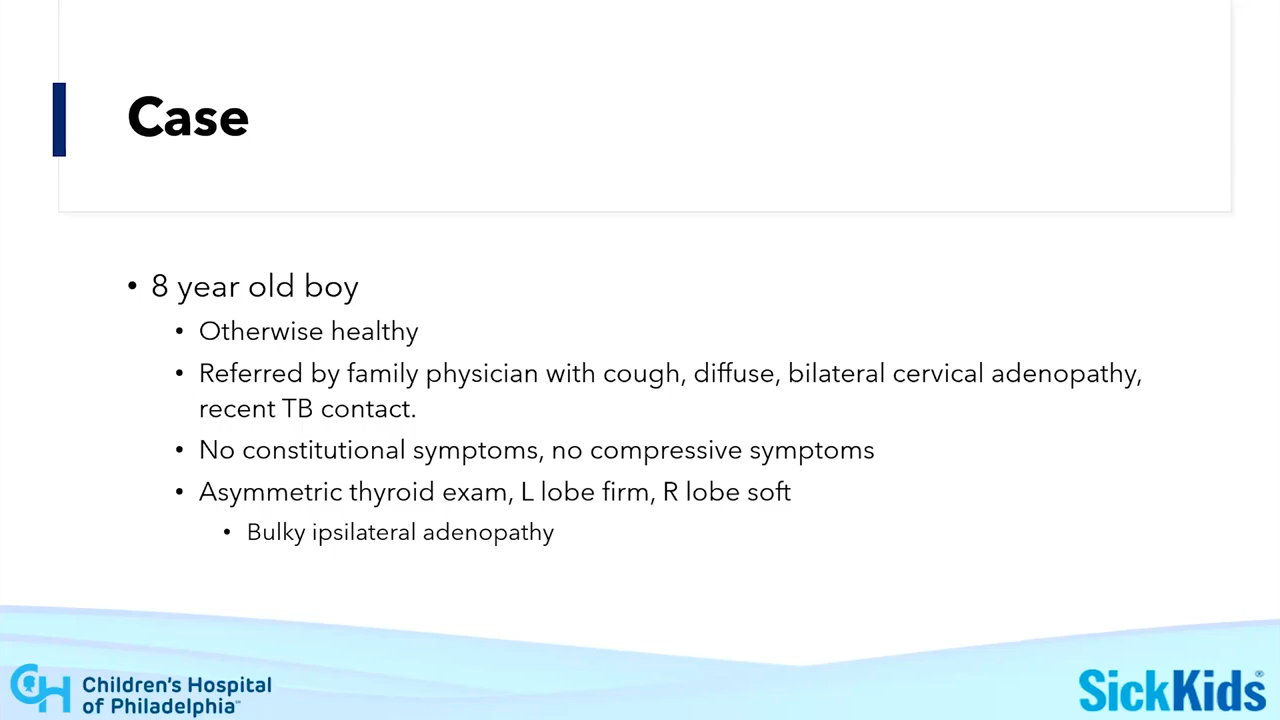 Case
• 8 year old boy
• Otherwise healthy
• Referred by family physician with cough, diffuse, bilateral cervical adenopathy,
recent TB contact.
• No constitutional symptoms, no compressive symptoms
• Asymmetric thyroid exam, L lobe firm, R lobe soft
• Bulky ipsilateral adenopathy
CH Children's Hospital
of Philadelphia℠
SickKids®